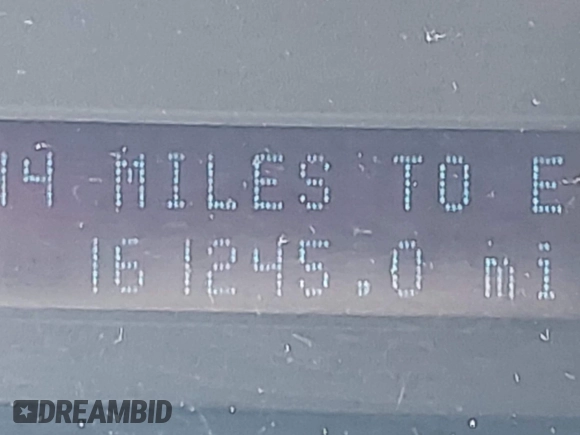 14 MILES TO E
161245.0 mi
DREAMBID